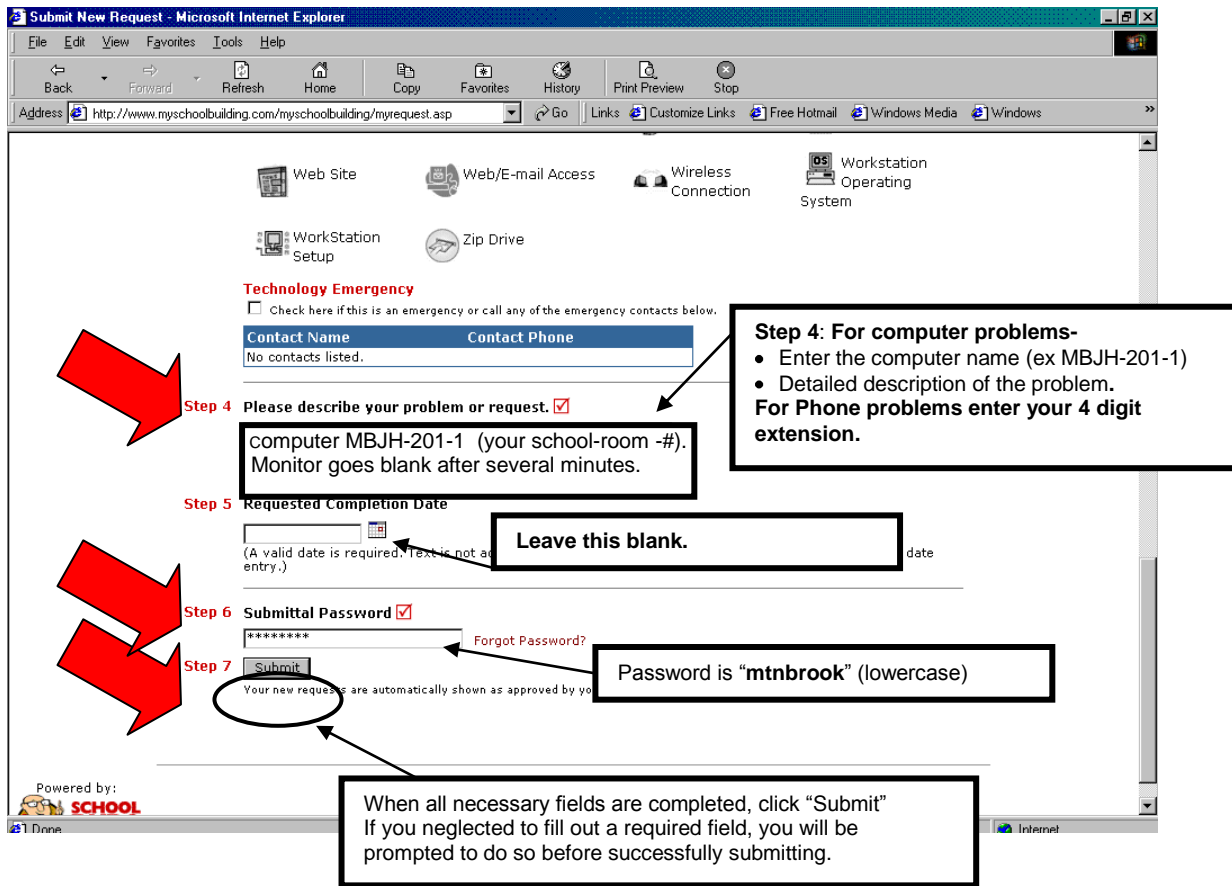 Submit New Request - Microsoft Internet Explorer
File Edit View Favorites Tools Help
Back Forward Refresh Home Copy Favorites History Print Preview Stop
Address http://www.myschoolbuilding.com/myschoolbuilding/myrequest.asp Go Links Customize Links Free Hotmail Windows Media Windows »
Web Site Web/E-mail Access Wireless Connection OS Workstation Operating System
WorkStation Setup Zip Drive
Technology Emergency
Check here if this is an emergency or call any of the emergency contacts below.
Contact Name Contact Phone
No contacts listed.
Step 4: For computer problems-
• Enter the computer name (ex MBJH-201-1)
• Detailed description of the problem.
For Phone problems enter your 4 digit
extension.
Step 4 Please describe your problem or request.
computer MBJH-201-1 (your school-room -#).
Monitor goes blank after several minutes.
Step 5 Requested Completion Date
Leave this blank.
(A valid date is required. Text is not date
entry.)
Step 6 Submittal Password
******** Forgot Password?
Password is “mtnbrook” (lowercase)
Step 7 Submit
Your new requests are automatically shown as approved by
Powered by:
SCHOOL
When all necessary fields are completed, click “Submit”
If you neglected to fill out a required field, you will be
prompted to do so before successfully submitting.
Done Internet